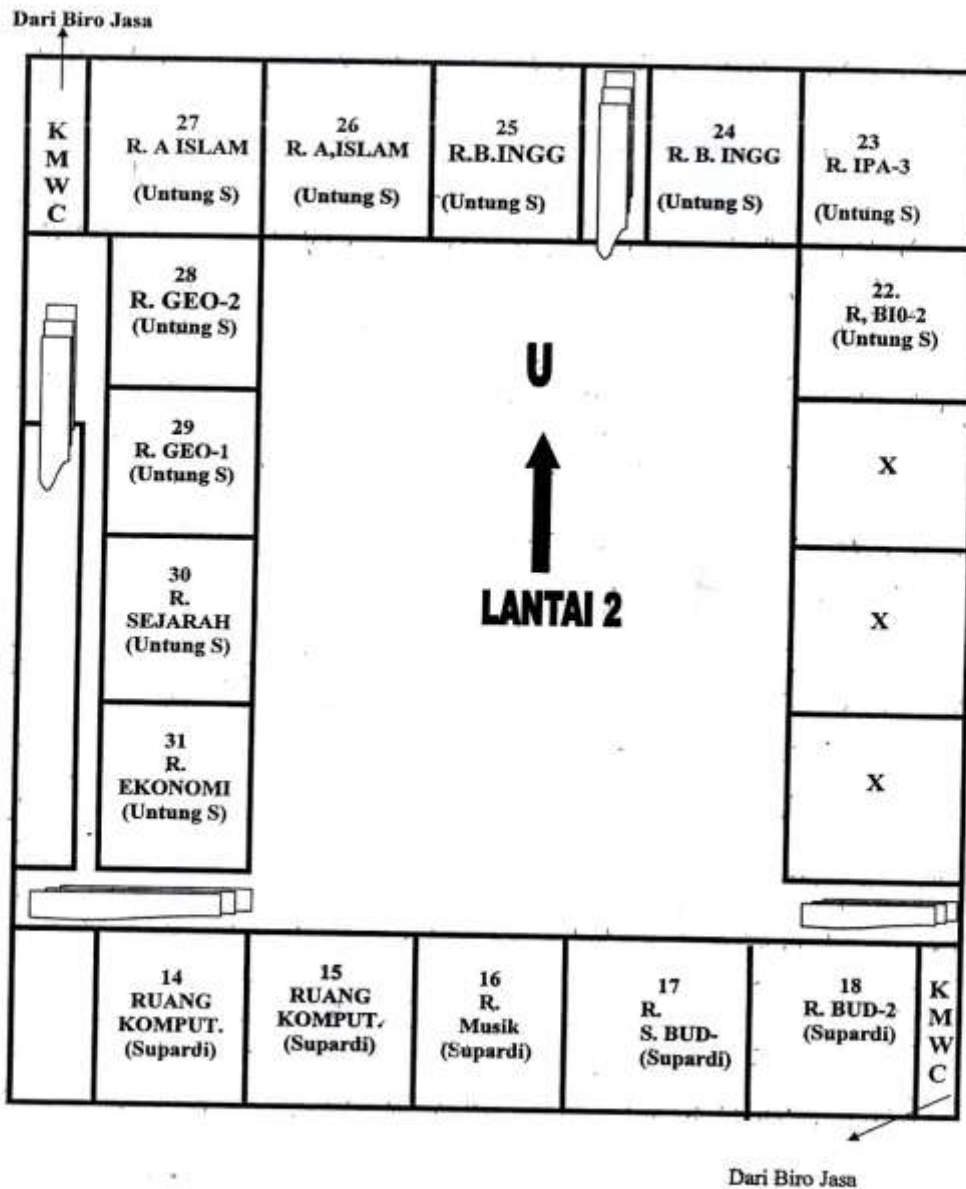 Dari Biro Jasa
K
M
W
C
27
R. A ISLAM
(Untung S)
26
R. A,ISLAM
(Untung S)
25
R.B.INGG
(Untung S)
24
R. B. INGG
(Untung S)
23
R. IPA-3
(Untung S)
28
R. GEO-2
(Untung S)
22.
R, BI0-2
(Untung S)
29
R. GEO-1
(Untung S)
X
U
30
R.
SEJARAH
(Untung S)
LANTAI 2
X
31
R.
EKONOMI
(Untung S)
X
14
RUANG
KOMPUT.
(Supardi)
15
RUANG
KOMPUT.
(Supardi)
16
R.
Musik
(Supardi)
17
R.
S. BUD-
(Supardi)
18
R. BUD-2
(Supardi)
K
M
W
C
Dari Biro Jasa